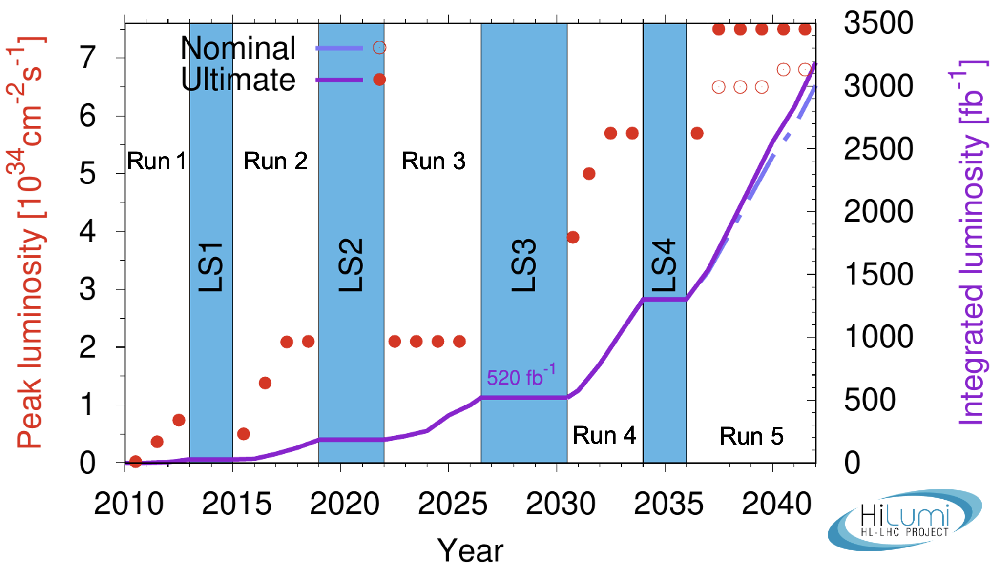 Peak luminosity [10³⁴cm⁻²s⁻¹]
7
6
5
4
3
2
1
0
Nominal
Ultimate
Run 1
LS1
Run 2
LS2
Run 3
LS3
520 fb⁻¹
Run 4
LS4
Run 5
3500
3000
2500
2000
1500
1000
500
0
Integrated luminosity [fb⁻¹]
2010 2015 2020 2025 2030 2035 2040
Year
HiLumi
HL-LHC PROJECT